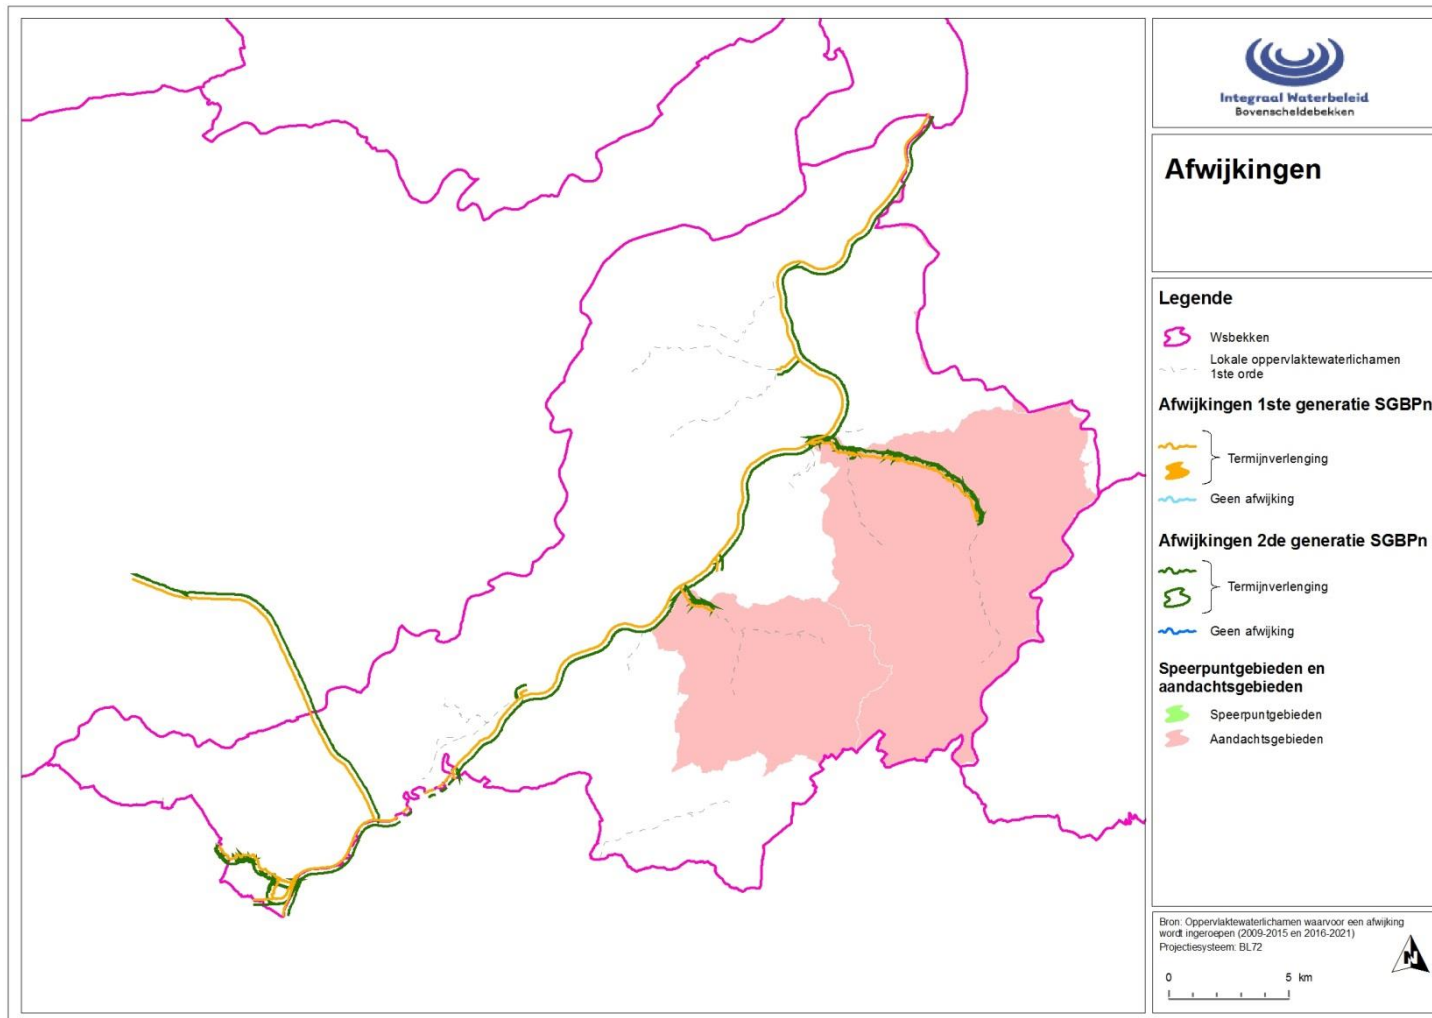 Integraal Waterbeleid
Bovenscheldebekken
Afwijkingen
Legende
Wsbekken
Lokale oppervlaktewaterlichamen
1ste orde
Afwijkingen 1ste generatie SGBPn
Termijnverlenging
Geen afwijking
Afwijkingen 2de generatie SGBPn
Termijnverlenging
Geen afwijking
Speerpuntgebieden en
aandachtsgebieden
Speerpuntgebieden
Aandachtsgebieden
Bron: Oppervlaktewaterlichamen waarvoor een afwijking
wordt ingeroepen (2009-2015 en 2016-2021)
Projectiesysteem: BL72
N
0 5 km